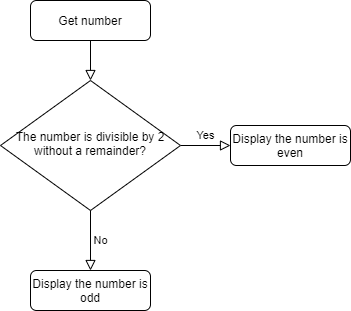 Get number
The number is divisible by 2
without a remainder?
Yes
Display the number is
even
No
Display the number is
odd